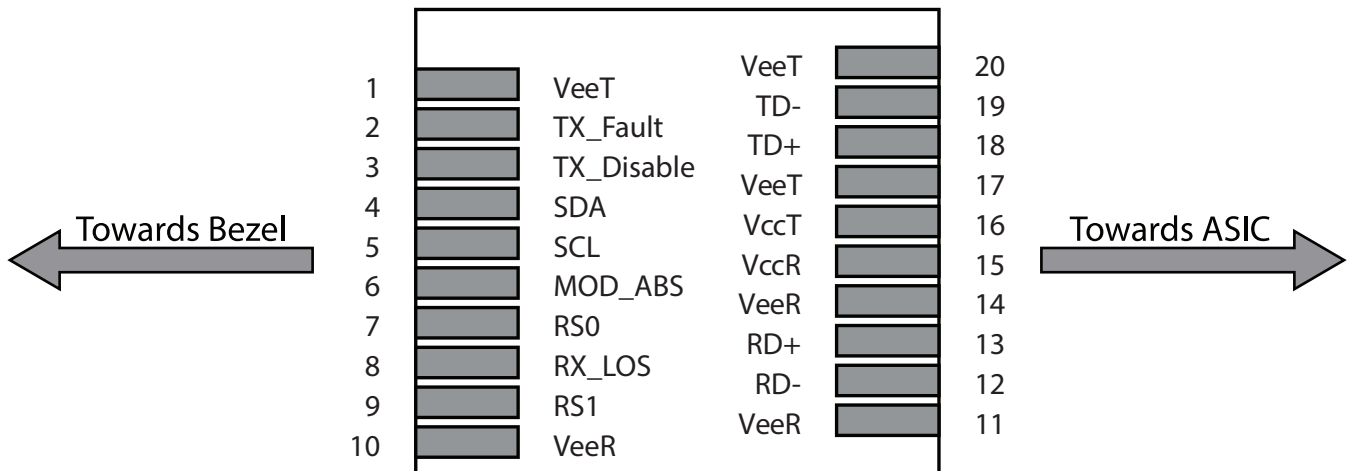 VeeT 20
1 VeeT
TD- 19
2 TX_Fault
TD+ 18
3 TX_Disable
VeeT 17
4 SDA
VccT 16
Towards Bezel
Towards ASIC
5 SCL
VccR 15
6 MOD_ABS
VeeR 14
7 RS0
RD+ 13
8 RX_LOS
RD- 12
9 RS1
VeeR 11
10 VeeR